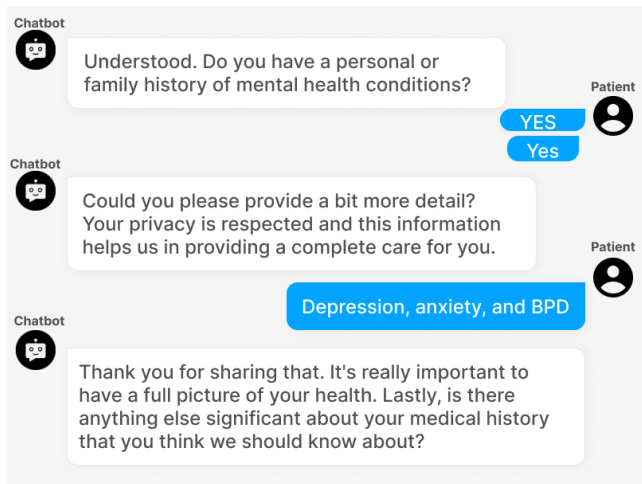 Chatbot
Understood. Do you have a personal or
family history of mental health conditions?
Patient
YES
Yes
Chatbot
Could you please provide a bit more detail?
Your privacy is respected and this information
helps us in providing a complete care for you.
Patient
Depression, anxiety, and BPD
Chatbot
Thank you for sharing that. It's really important to
have a full picture of your health. Lastly, is there
anything else significant about your medical history
that you think we should know about?